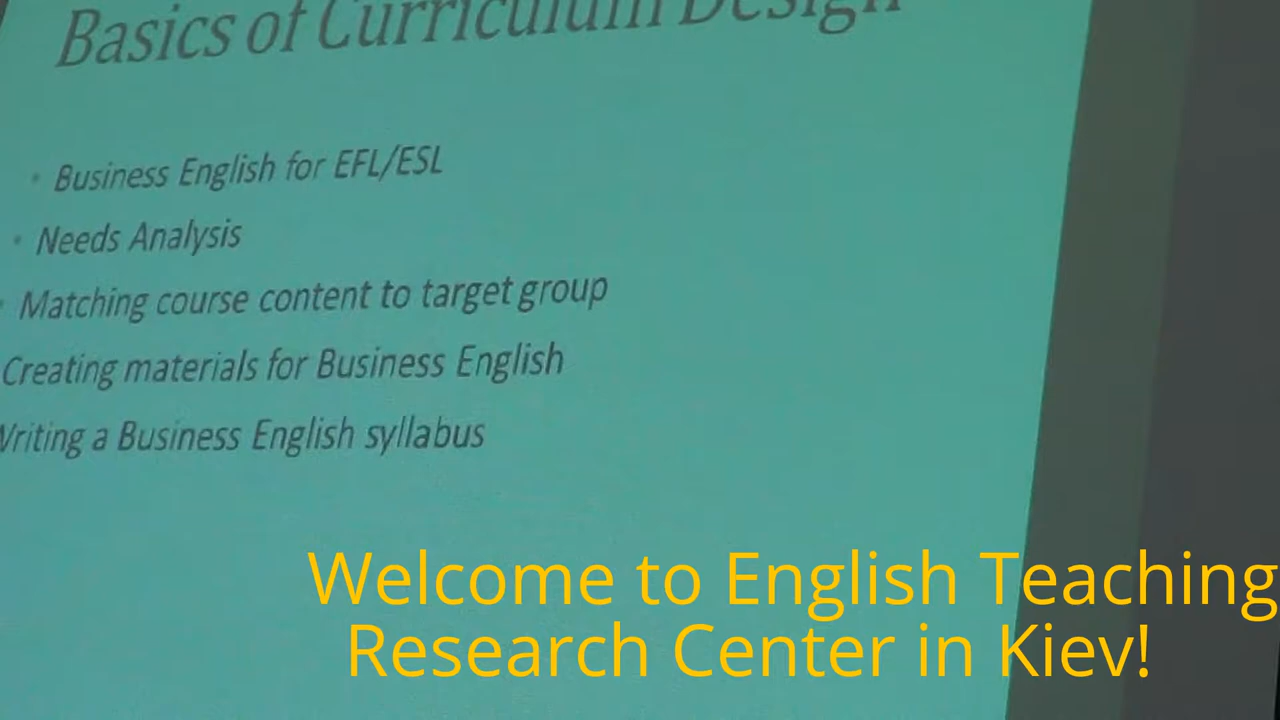 Basics of Curriculum Design
Business English for EFL/ESL
Needs Analysis
Matching course content to target group
Creating materials for Business English
Writing a Business English syllabus
Welcome to English Teaching
Research Center in Kiev!